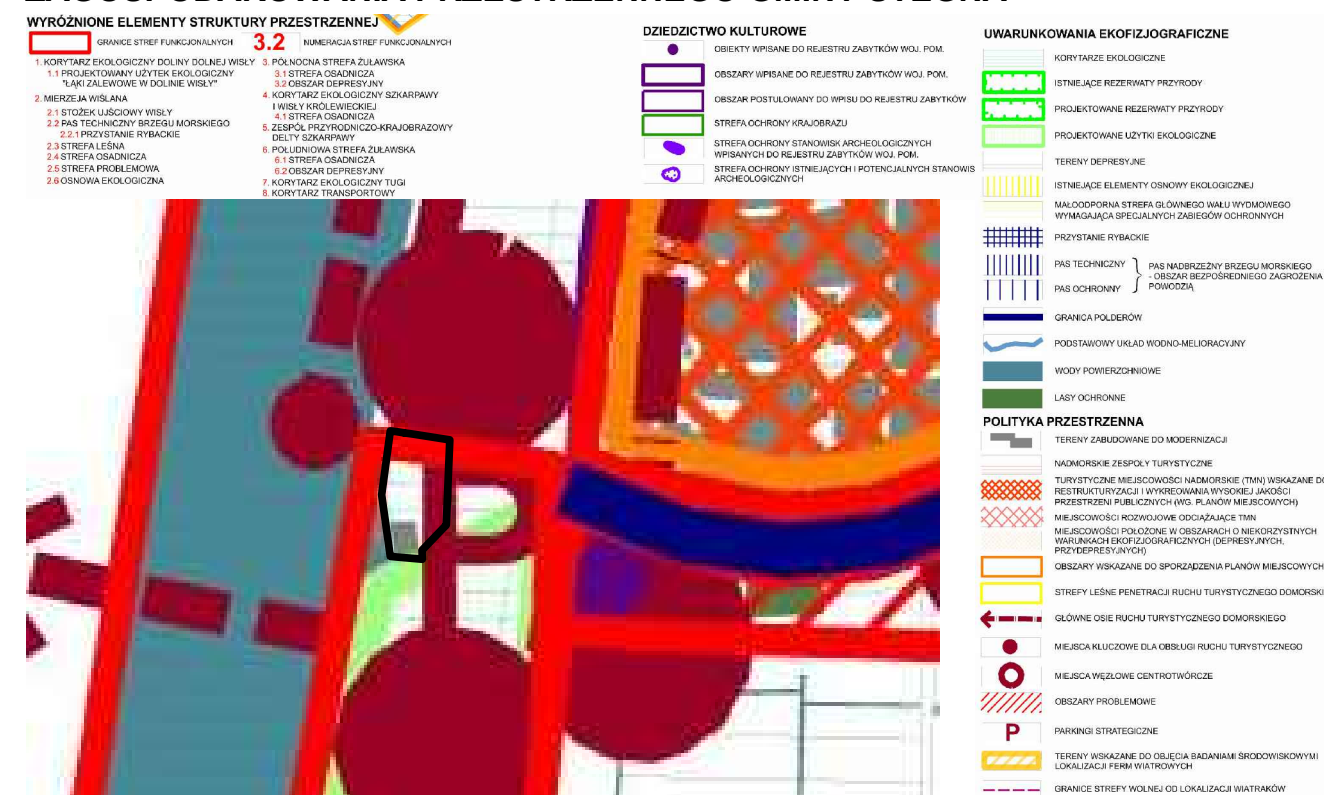 WYRÓŻNIONE ELEMENTY STRUKTURY PRZESTRZENNEJ
GRANICE STREF FUNKCJONALNYCH
3.2 NUMERACJA STREF FUNKCJONALNYCH
1. KORYTARZ EKOLOGICZNY DOLINY DOLNEJ WISŁY
1.1 PROJEKTOWANY UŻYTEK EKOLOGICZNY
"ŁĄKI ZALEWOWE W DOLINIE WISŁY"
2. MIERZEJA WIŚLANA
2.1 STOŻEK UJŚCIOWY WISŁY
2.2 PAS TECHNICZNY BRZEGU MORSKIEGO
2.2.1 PRZYSTANIE RYBACKIE
2.3 STREFA LEŚNA
2.4 STREFA OSADNICZA
2.5 STREFA PROBLEMOWA
2.6 OSNOWA EKOLOGICZNA
3. PÓŁNOCNA STREFA ŻUŁAWSKA
3.1 STREFA OSADNICZA
3.2 OBSZAR DEPRESYJNY
4. KORYTARZ EKOLOGICZNY SZKARPAWY
I WISŁY KRÓLEWIECKIEJ
4.1 STREFA OSADNICZA
5. ZESPÓŁ PRZYRODNICZO-KRAJOBRAZOWY
DELTY SZKARPAWY
6. POŁUDNIOWA STREFA ŻUŁAWSKA
6.1 STREFA OSADNICZA
6.2 OBSZAR DEPRESYJNY
7. KORYTARZ EKOLOGICZNY TUGI
8. KORYTARZ TRANSPORTOWY
DZIEDZICTWO KULTUROWE
OBIEKTY WPISANE DO REJESTRU ZABYTKÓW WOJ. POM.
OBSZARY WPISANE DO REJESTRU ZABYTKÓW WOJ. POM.
OBSZAR POSTULOWANY DO WPISU DO REJESTRU ZABYTKÓW
STREFA OCHRONY KRAJOBRAZU
STREFA OCHRONY STANOWISK ARCHEOLOGICZNYCH
WPISANYCH DO REJESTRU ZABYTKÓW WOJ. POM.
STREFA OCHRONY ISTNIEJĄCYCH I POTENCJALNYCH STANOWIS
ARCHEOLOGICZNYCH
UWARUNKOWANIA EKOFIZJOGRAFICZNE
KORYTARZE EKOLOGICZNE
ISTNIEJĄCE REZERWATY PRZYRODY
PROJEKTOWANE REZERWATY PRZYRODY
PROJEKTOWANE UŻYTKI EKOLOGICZNE
TERENY DEPRESYJNE
ISTNIEJĄCE ELEMENTY OSNOWY EKOLOGICZNEJ
MAŁOODPORNA STREFA GŁÓWNEGO WAŁU WYDMOWEGO
WYMAGAJĄCA SPECJALNYCH ZABIEGÓW OCHRONNYCH
PRZYSTANIE RYBACKIE
PAS TECHNICZNY
PAS OCHRONNY
PAS NADBRZEŻNY BRZEGU MORSKIEGO
- OBSZAR BEZPOŚREDNIEGO ZAGROŻENIA
POWODZIĄ
GRANICA POLDERÓW
PODSTAWOWY UKŁAD WODNO-MELIORACYJNY
WODY POWIERZCHNIOWE
LASY OCHRONNE
POLITYKA PRZESTRZENNA
TERENY ZABUDOWANE DO MODERNIZACJI
NADMORSKIE ZESPOŁY TURYSTYCZNE
TURYSTYCZNE MIEJSCOWOŚCI NADMORSKIE (TMN) WSKAZANE DO
RESTRUKTURYZACJI I WYKREOWANIA WYSOKIEJ JAKOŚCI
PRZESTRZENI PUBLICZNYCH (WG. PLANÓW MIEJSCOWYCH)
MIEJSCOWOŚCI ROZWOJOWE ODCIĄŻAJĄCE TMN
MIEJSCOWOŚCI POŁOŻONE W OBSZARACH O NIEKORZYSTNYCH
WARUNKACH EKOFIZJOGRAFICZNYCH (DEPRESYJNYCH,
PRZYDEPRESYJNYCH)
OBSZARY WSKAZANE DO SPORZĄDZENIA PLANÓW MIEJSCOWYCH
STREFY LEŚNE PENETRACJI RUCHU TURYSTYCZNEGO DOMORSKI
GŁÓWNE OSIE RUCHU TURYSTYCZNEGO DOMORSKIEGO
MIEJSCA KLUCZOWE DLA OBSŁUGI RUCHU TURYSTYCZNEGO
MIEJSCA WĘZŁOWE CENTROTWÓRCZE
OBSZARY PROBLEMOWE
P PARKINGI STRATEGICZNE
TERENY WSKAZANE DO OBJĘCIA BADANIAMI ŚRODOWISKOWYMI
LOKALIZACJI FERM WIATROWYCH
GRANICE STREFY WOLNEJ OD LOKALIZACJI WIATRAKÓW